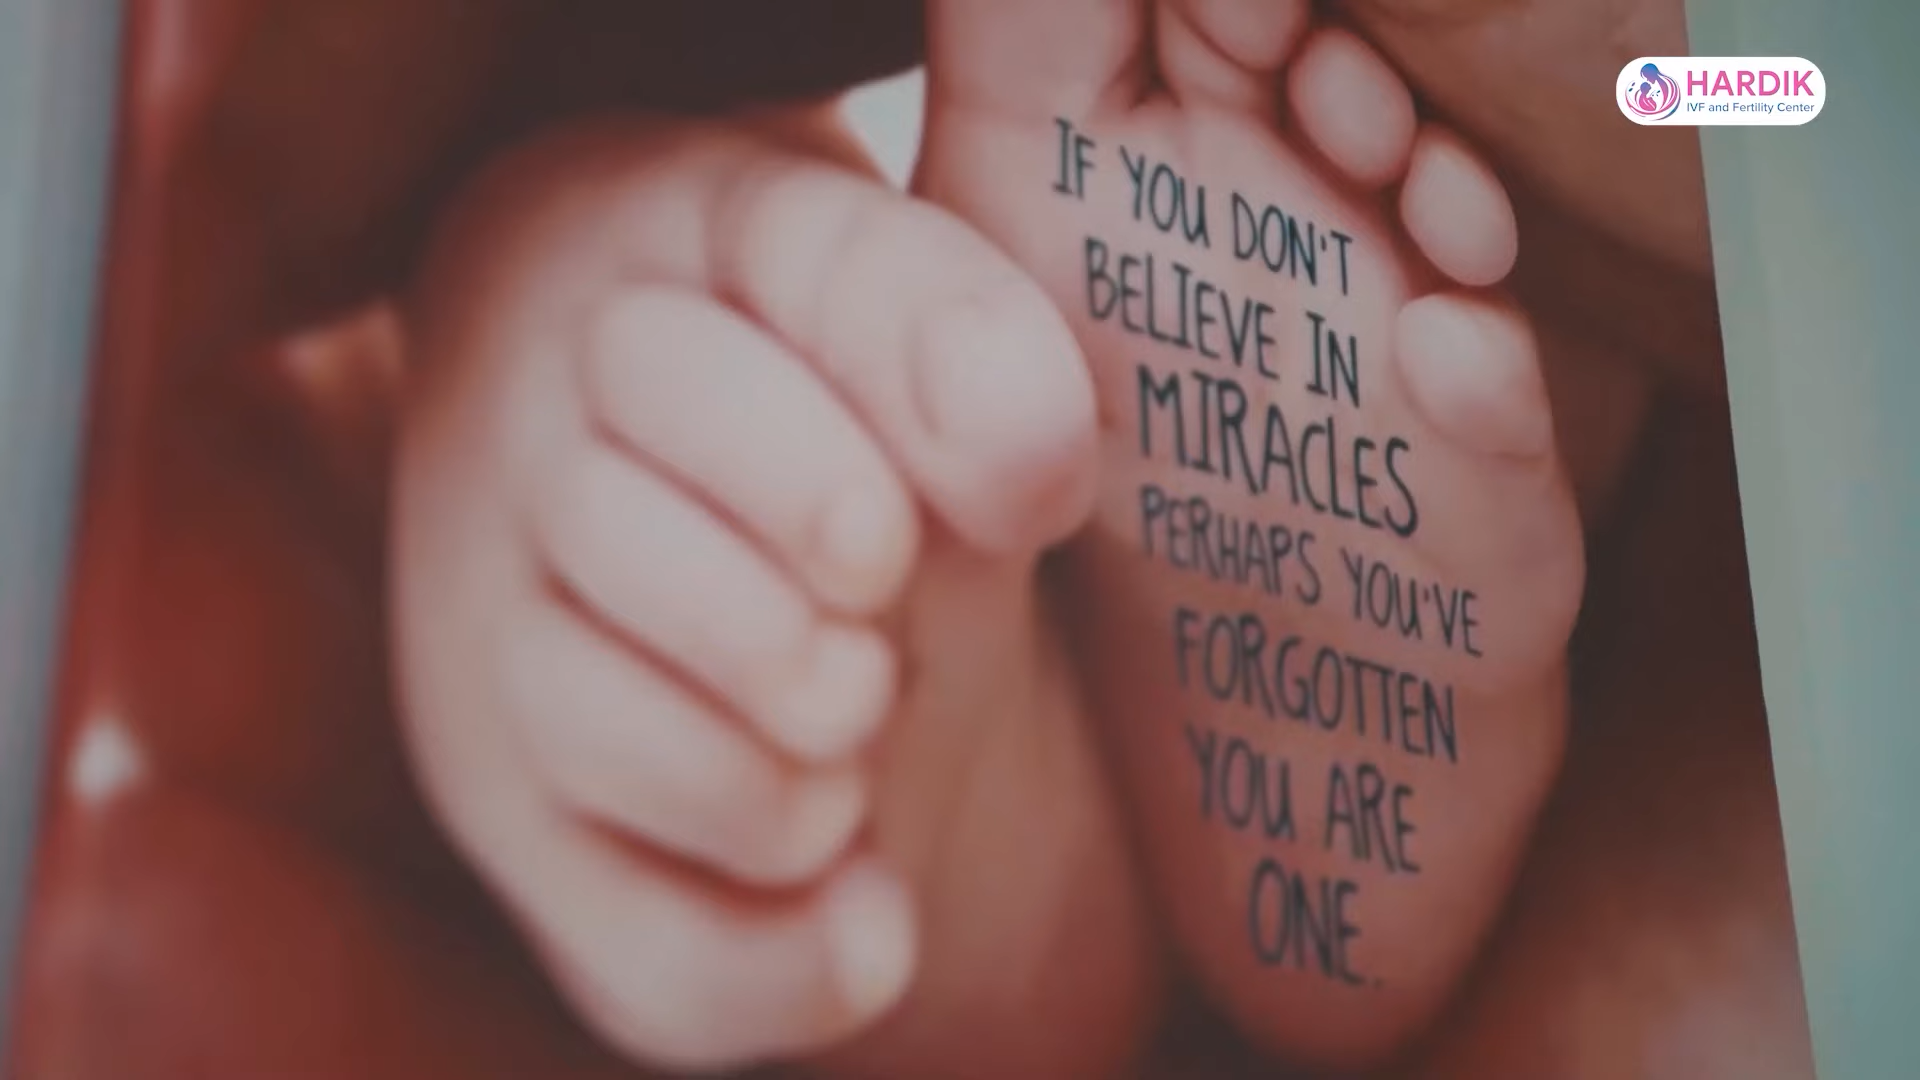 HARDIK
IVF and Fertility Center
IF YOU DON'T
BELIEVE IN
MIRACLES
PERHAPS YOU'VE
FORGOTTEN
YOU ARE
ONE.